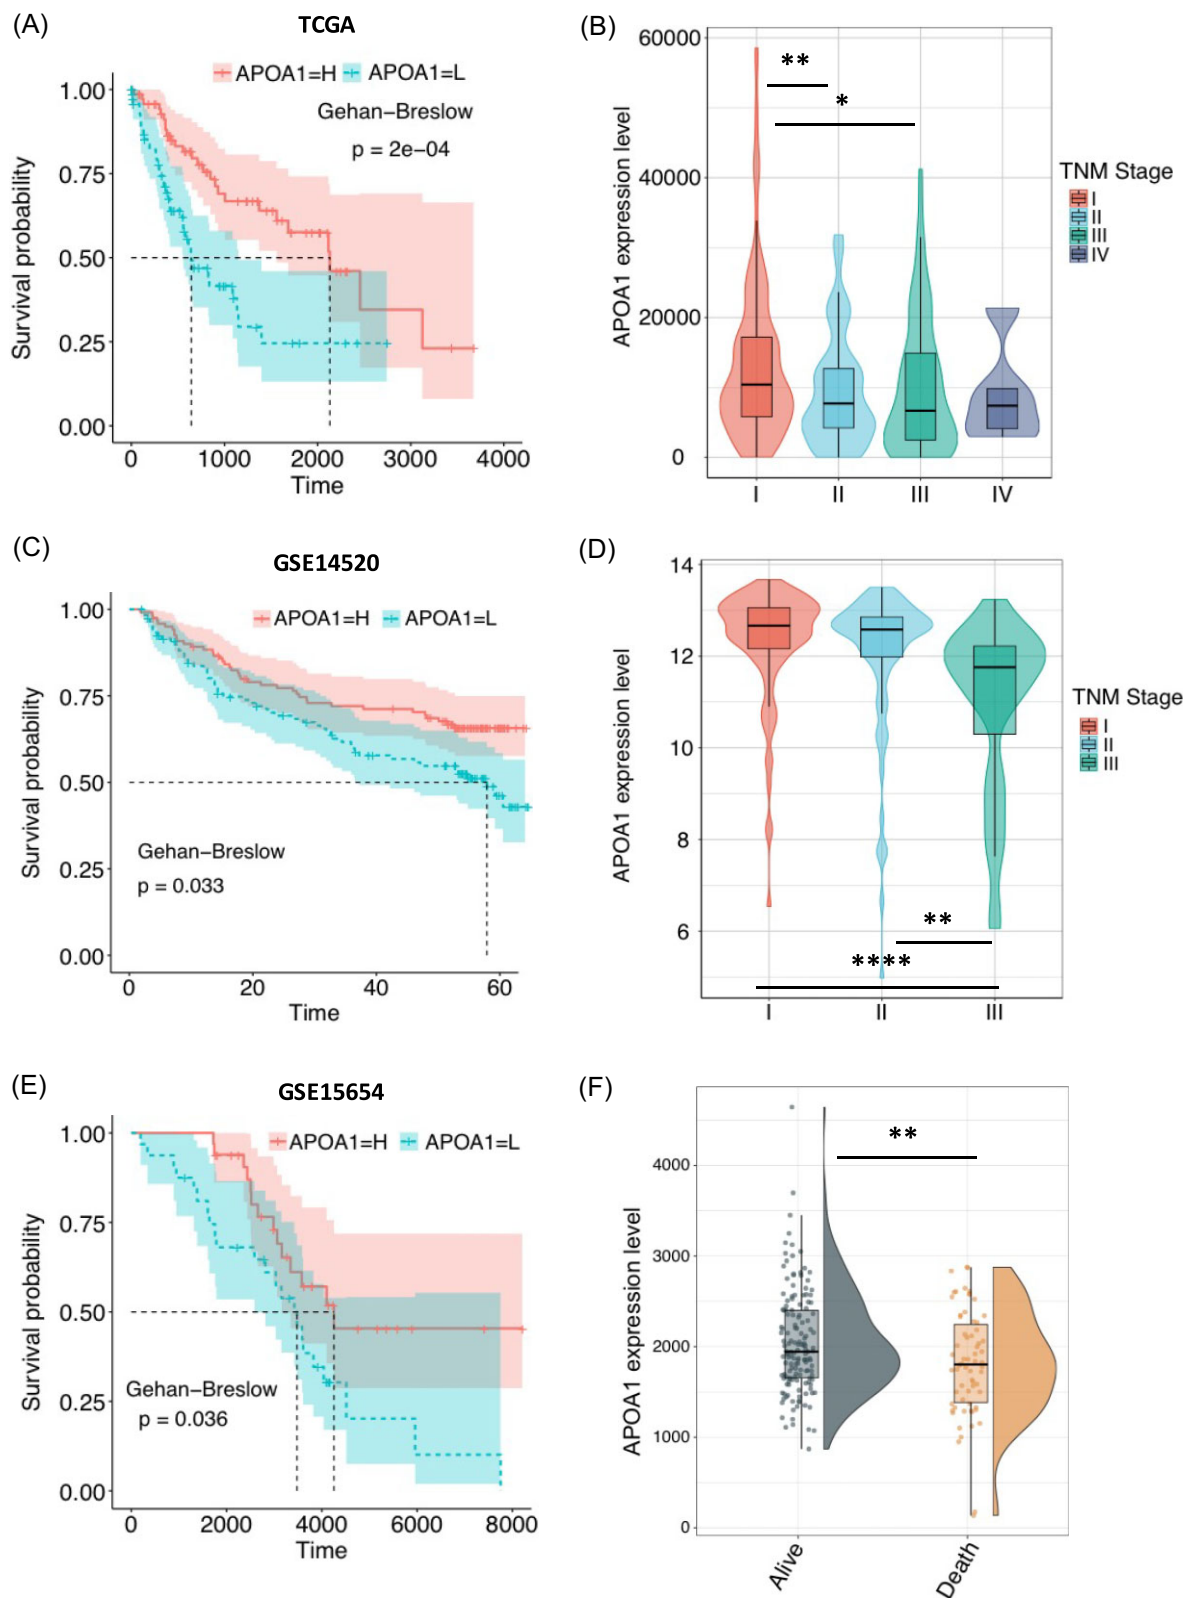 (A)
TCGA
APOA1=H APOA1=L
Gehan−Breslow
p = 2e−04
Survival probability
1.00
0.75
0.50
0.25
0.00
0 1000 2000 3000 4000
Time
(B)
APOA1 expression level
60000
40000
20000
0
**
*
I II III IV
TNM Stage
I
II
III
IV
(C)
GSE14520
APOA1=H APOA1=L
Survival probability
1.00
0.75
0.50
0.25
0.00
Gehan−Breslow
p = 0.033
0 20 40 60
Time
(D)
APOA1 expression level
14
12
10
8
6
**
****
I II III
TNM Stage
I
II
III
(E)
GSE15654
APOA1=H APOA1=L
Survival probability
1.00
0.75
0.50
0.25
0.00
Gehan−Breslow
p = 0.036
0 2000 4000 6000 8000
Time
(F)
APOA1 expression level
4000
3000
2000
1000
0
**
Alive Death